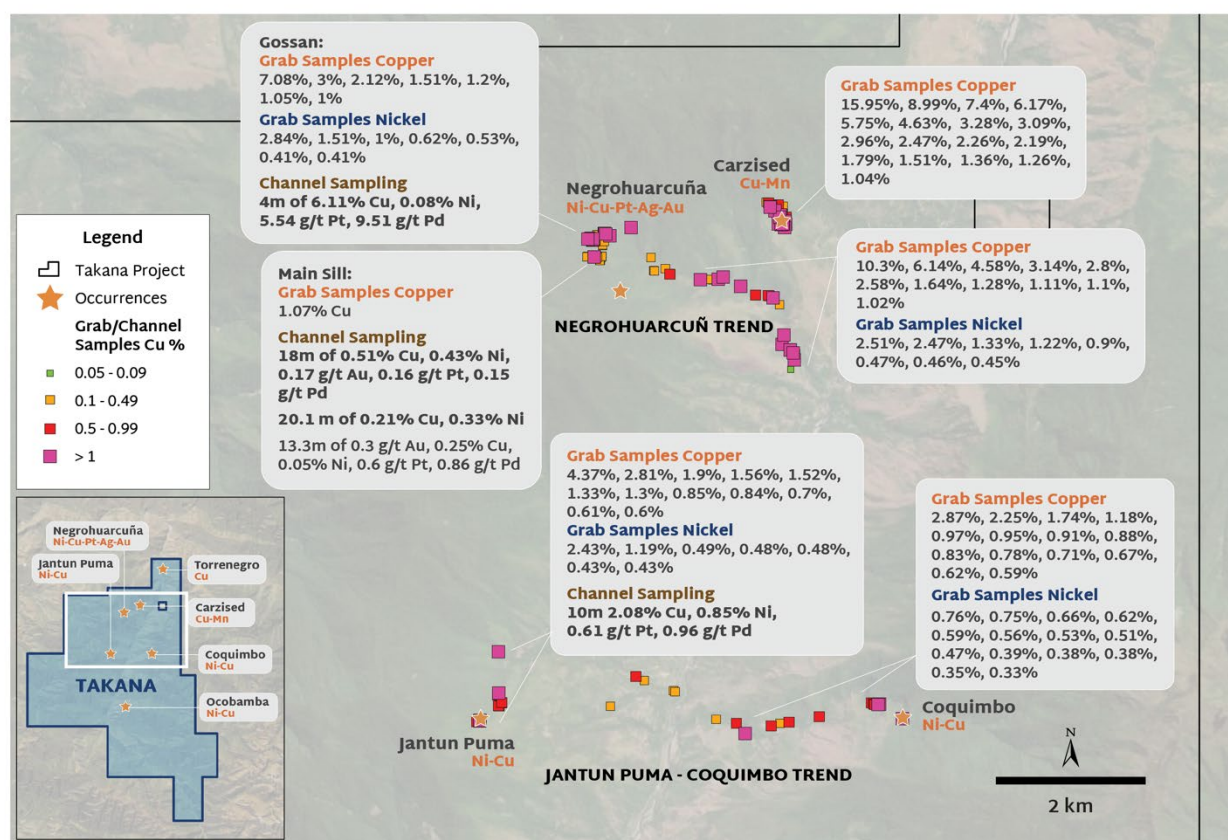 Gossan:
Grab Samples Copper
7.08%, 3%, 2.12%, 1.51%, 1.2%,
1.05%, 1%
Grab Samples Nickel
2.84%, 1.51%, 1%, 0.62%, 0.53%,
0.41%, 0.41%
Channel Sampling
4m of 6.11% Cu, 0.08% Ni,
5.54 g/t Pt, 9.51 g/t Pd
Grab Samples Copper
15.95%, 8.99%, 7.4%, 6.17%,
5.75%, 4.63%, 3.28%, 3.09%,
2.96%, 2.47%, 2.26%, 2.19%,
1.79%, 1.51%, 1.36%, 1.26%,
1.04%
Carzised
Cu-Mn
Negrohuarcuña
Ni-Cu-Pt-Ag-Au
Legend
Takana Project
Occurrences
Grab/Channel
Samples Cu %
0.05 - 0.09
0.1 - 0.49
0.5 - 0.99
> 1
Main Sill:
Grab Samples Copper
1.07% Cu
Channel Sampling
18m of 0.51% Cu, 0.43% Ni,
0.17 g/t Au, 0.16 g/t Pt, 0.15
g/t Pd
20.1 m of 0.21% Cu, 0.33% Ni
13.3m of 0.3 g/t Au, 0.25% Cu,
0.05% Ni, 0.6 g/t Pt, 0.86 g/t Pd
NEGROHUARCUÑ TREND
Grab Samples Copper
10.3%, 6.14%, 4.58%, 3.14%, 2.8%,
2.58%, 1.64%, 1.28%, 1.11%, 1.1%,
1.02%
Grab Samples Nickel
2.51%, 2.47%, 1.33%, 1.22%, 0.9%,
0.47%, 0.46%, 0.45%
Grab Samples Copper
4.37%, 2.81%, 1.9%, 1.56%, 1.52%,
1.33%, 1.3%, 0.85%, 0.84%, 0.7%,
0.61%, 0.6%
Grab Samples Nickel
2.43%, 1.19%, 0.49%, 0.48%, 0.48%,
0.43%, 0.43%
Channel Sampling
10m 2.08% Cu, 0.85% Ni,
0.61 g/t Pt, 0.96 g/t Pd
Grab Samples Copper
2.87%, 2.25%, 1.74%, 1.18%,
0.97%, 0.95%, 0.91%, 0.88%,
0.83%, 0.78%, 0.71%, 0.67%,
0.62%, 0.59%
Grab Samples Nickel
0.76%, 0.75%, 0.66%, 0.62%,
0.59%, 0.56%, 0.53%, 0.51%,
0.47%, 0.39%, 0.38%, 0.38%,
0.35%, 0.33%
Negrohuarcuña
Ni-Cu-Pt-Ag-Au
Jantun Puma
Ni-Cu
Torrenegro
Cu
Carzised
Cu-Mn
Coquimbo
Ni-Cu
TAKANA
Ocobamba
Ni-Cu
Jantun Puma
Ni-Cu
Coquimbo
Ni-Cu
JANTUN PUMA - COQUIMBO TREND
N
2 km